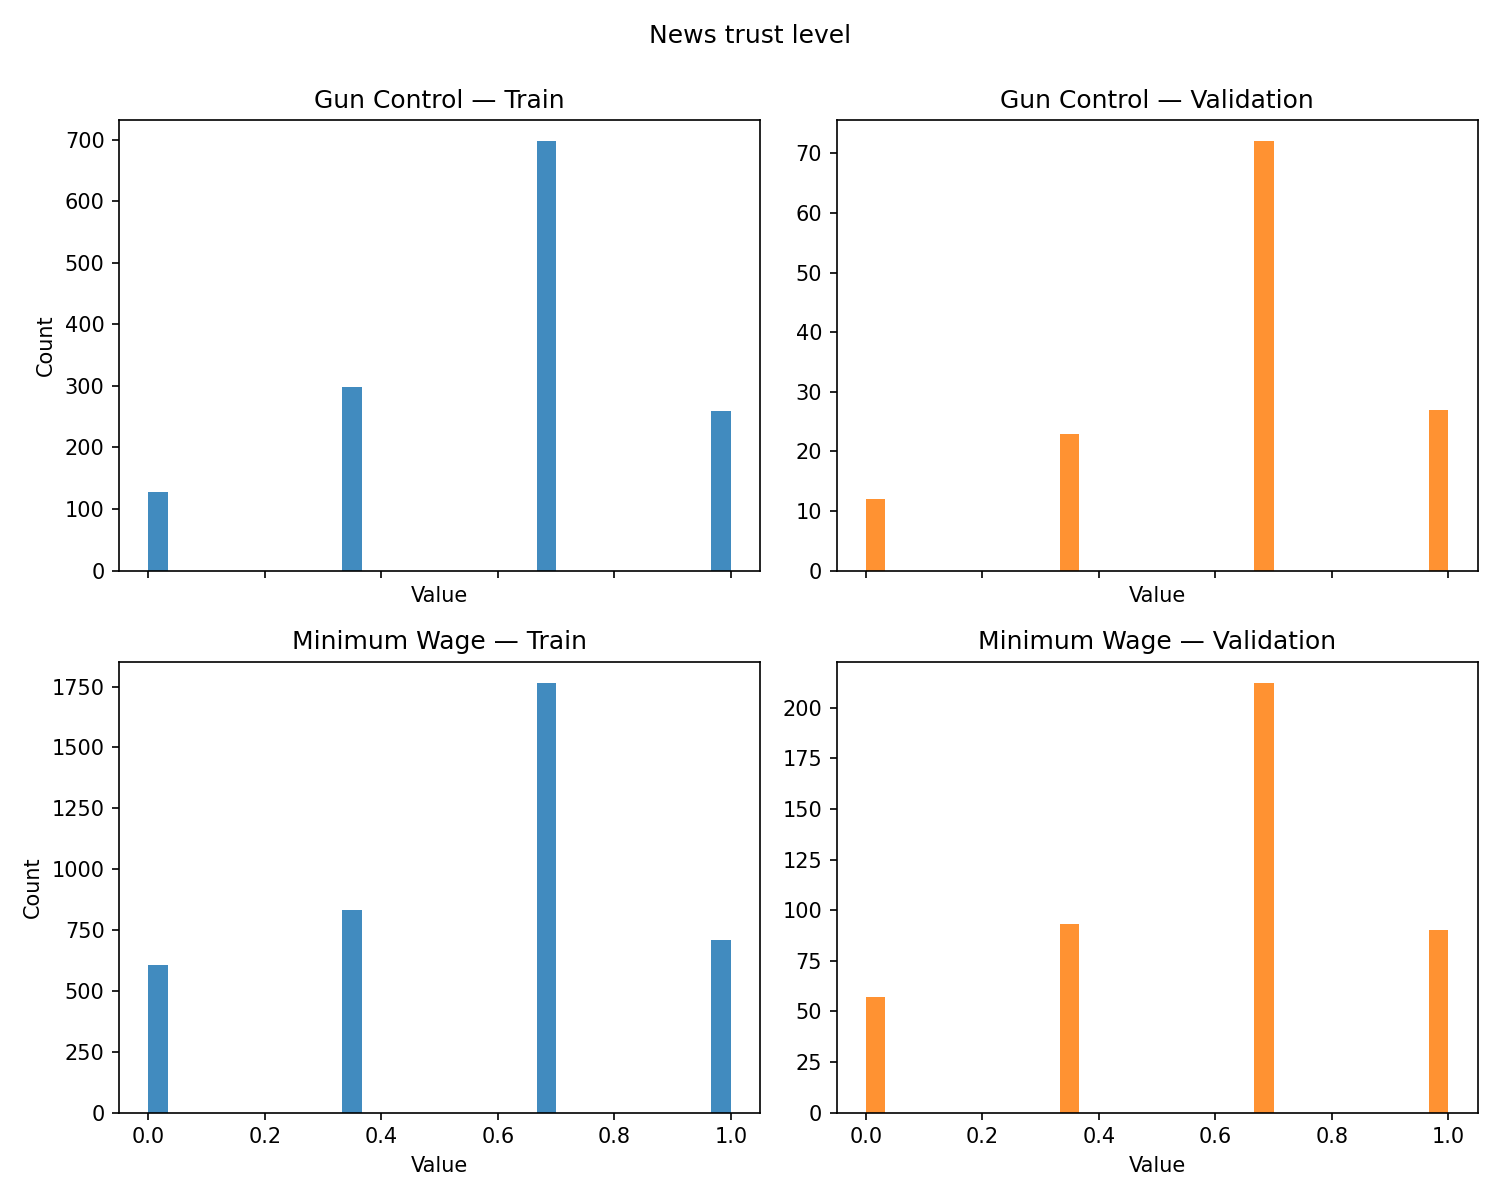 News trust level
Gun Control — Train
Gun Control — Validation
700
600
500
400
300
200
100
0
Count
Value
70
60
50
40
30
20
10
0
Value
Minimum Wage — Train
Minimum Wage — Validation
1750
1500
1250
1000
750
500
250
0
Count
0.0 0.2 0.4 0.6 0.8 1.0
Value
200
175
150
125
100
75
50
25
0
0.0 0.2 0.4 0.6 0.8 1.0
Value